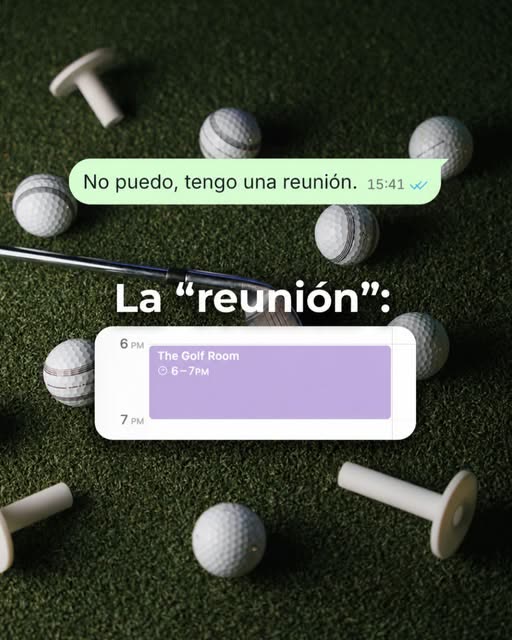 No puedo, tengo una reunión. 15:41
La “reunión”:
6 PM
The Golf Room
6–7PM
7 PM